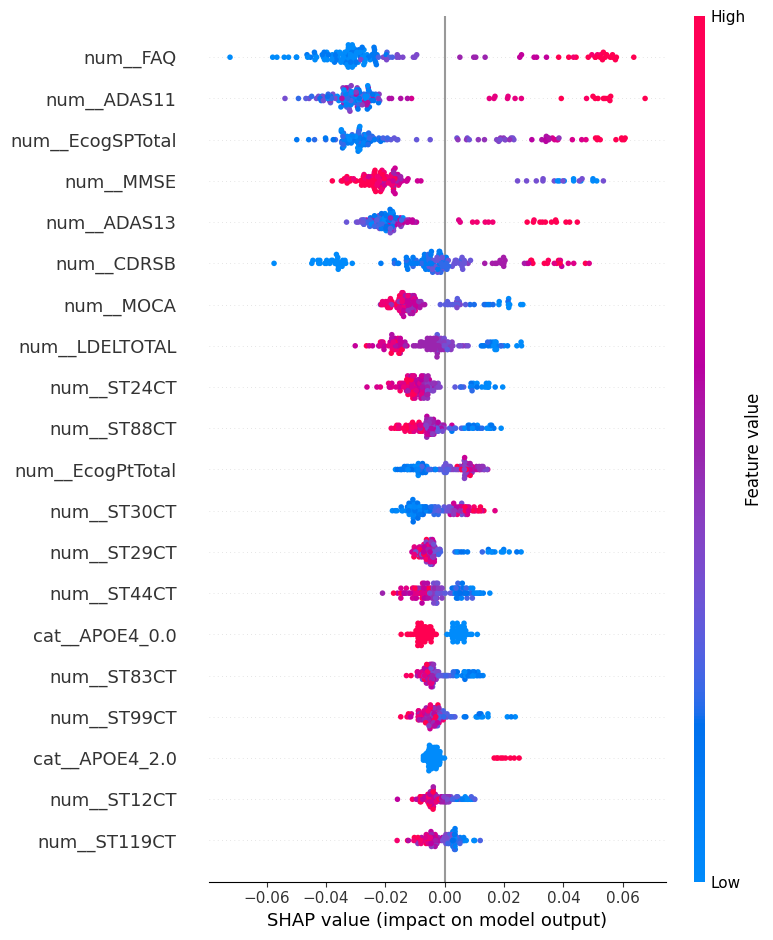 High
num__FAQ
num__ADAS11
num__EcogSPTotal
num__MMSE
num__ADAS13
num__CDRSB
num__MOCA
num__LDELTOTAL
num__ST24CT
num__ST88CT
num__EcogPtTotal
num__ST30CT
num__ST29CT
num__ST44CT
cat__APOE4_0.0
num__ST83CT
num__ST99CT
cat__APOE4_2.0
num__ST12CT
num__ST119CT
Feature value
Low
−0.06 −0.04 −0.02 0.00 0.02 0.04 0.06
SHAP value (impact on model output)